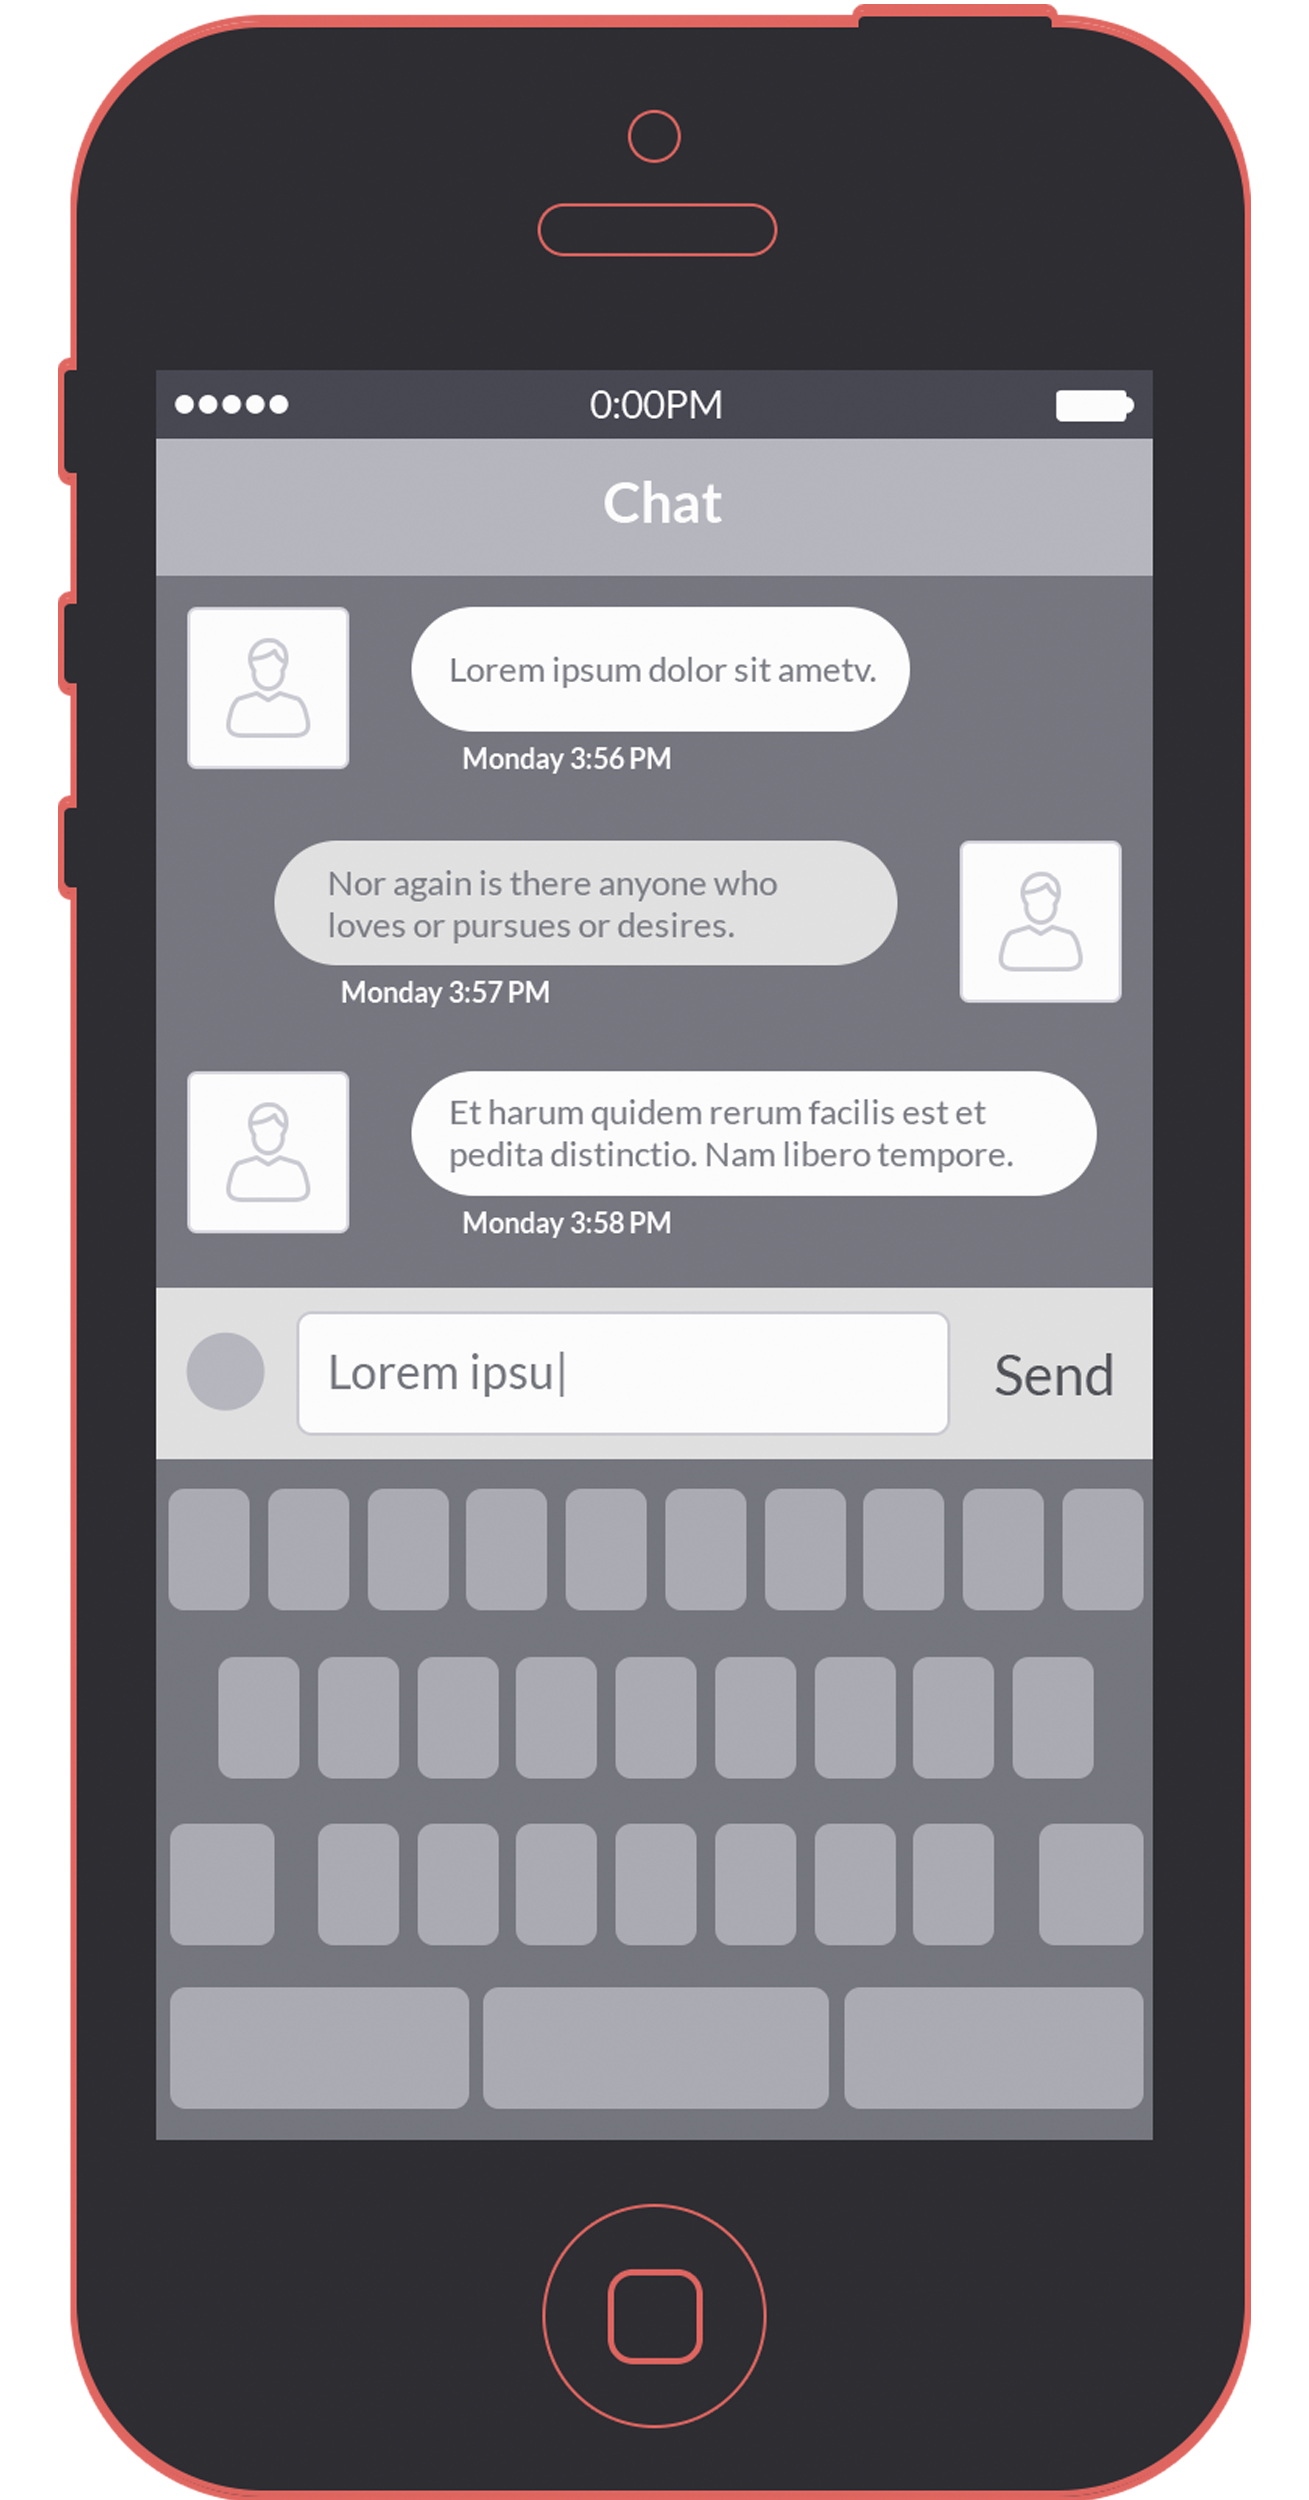 0:00PM
Chat
Lorem ipsum dolor sit ametv.
Monday 3:56 PM
Nor again is there anyone who
loves or pursues or desires.
Monday 3:57 PM
Et harum quidem rerum facilis est et
pedita distinctio. Nam libero tempore.
Monday 3:58 PM
Lorem ipsu
Send